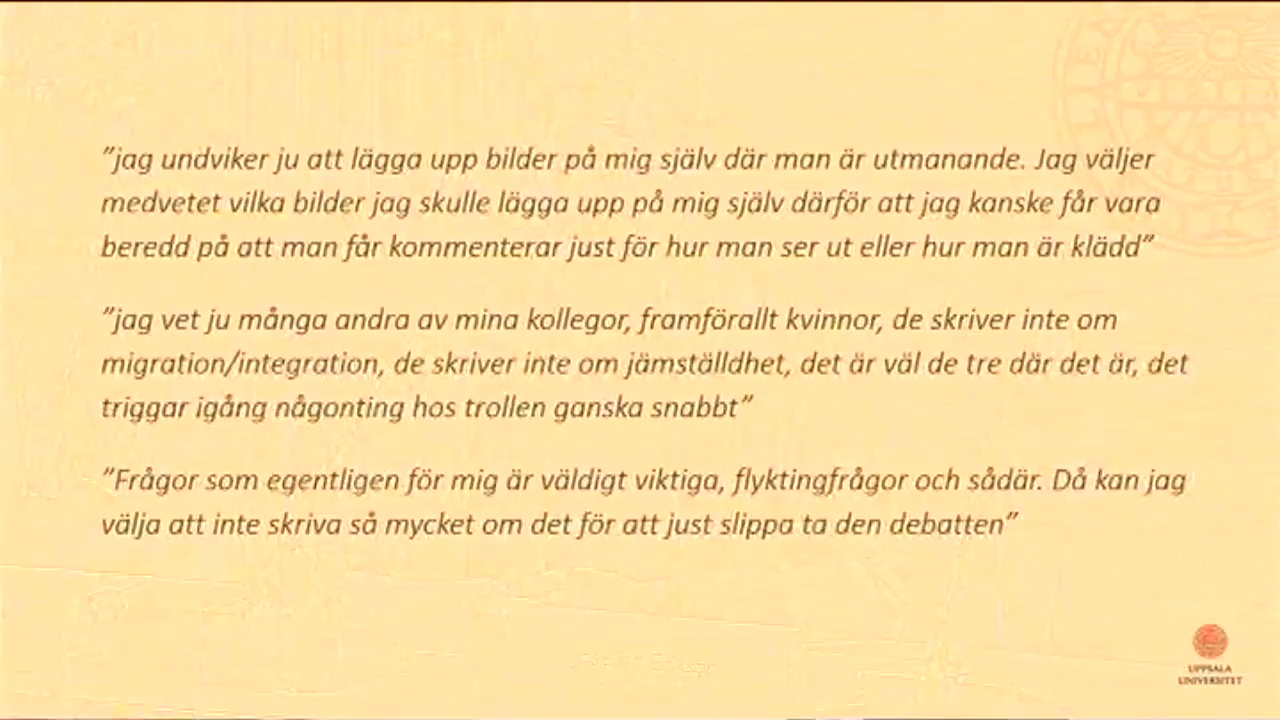 ”jag undviker ju att lägga upp bilder på mig själv där man är utmanande. Jag väljer
medvetet vilka bilder jag skulle lägga upp på mig själv därför att jag kanske får vara
beredd på att man får kommenterar just för hur man ser ut eller hur man är klädd”
”jag vet ju många andra av mina kollegor, framförallt kvinnor, de skriver inte om
migration/integration, de skriver inte om jämställdhet, det är väl de tre där det är, det
triggar igång någonting hos trollen ganska snabbt”
”Frågor som egentligen för mig är väldigt viktiga, flyktingfrågor och sådär. Då kan jag
välja att inte skriva så mycket om det för att just slippa ta den debatten”
UPPSALA
UNIVERSITET